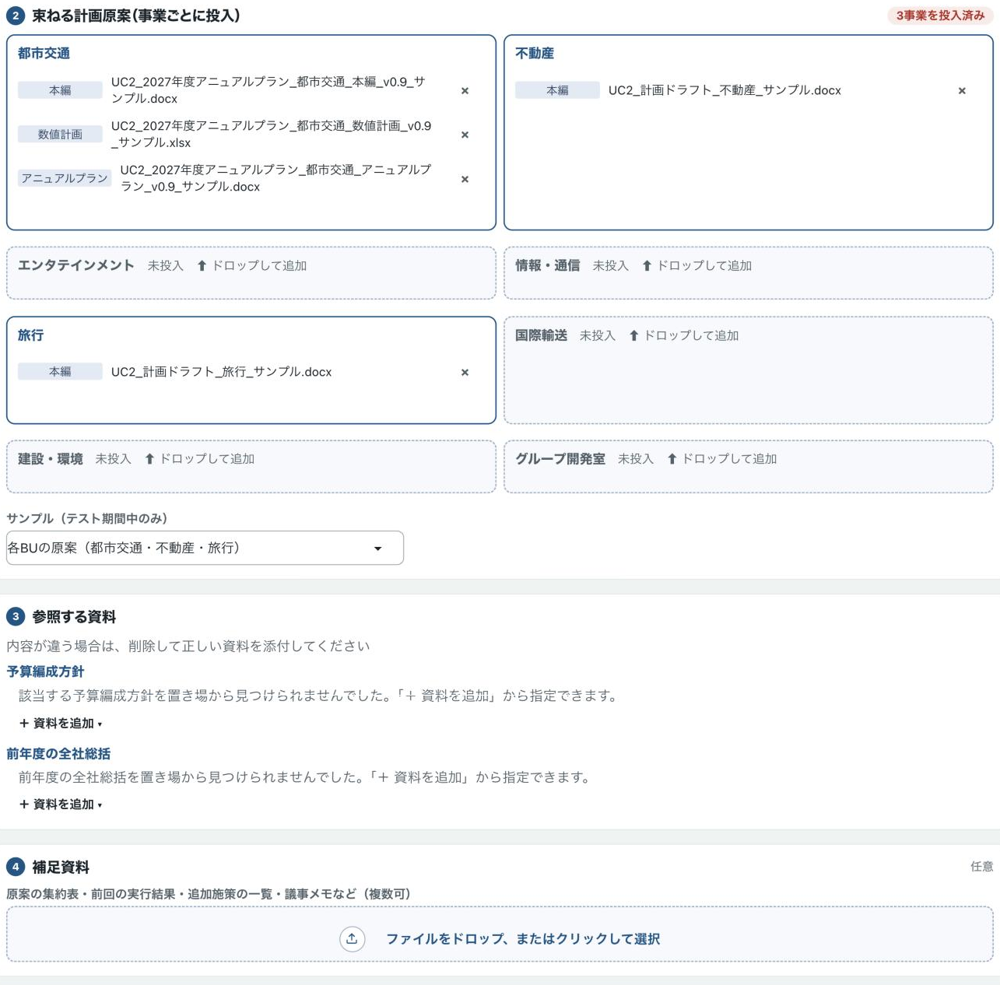 2 束ねる計画原案(事業ごとに投入)
3事業を投入済み
都市交通
本編
UC2_2027年度アニュアルプラン_都市交通_本編_v0.9_サ
ンプル.docx
×
数値計画
UC2_2027年度アニュアルプラン_都市交通_数値計画_v0.9
_サンプル.xlsx
×
アニュアルプラン
UC2_2027年度アニュアルプラン_都市交通_アニュアルプ
ラン_v0.9_サンプル.docx
×
不動産
本編
UC2_計画ドラフト_不動産_サンプル.docx
×
エンタテインメント 未投入 ⬆ ドロップして追加
情報・通信 未投入 ⬆ ドロップして追加
旅行
本編
UC2_計画ドラフト_旅行_サンプル.docx
×
国際輸送 未投入 ⬆ ドロップして追加
建設・環境 未投入 ⬆ ドロップして追加
グループ開発室 未投入 ⬆ ドロップして追加
サンプル（テスト期間中のみ）
各BUの原案（都市交通・不動産・旅行）
3 参照する資料
内容が違う場合は、削除して正しい資料を添付してください
予算編成方針
該当する予算編成方針を置き場から見つけられませんでした。「＋ 資料を追加」から指定できます。
＋ 資料を追加 ▾
前年度の全社総括
前年度の全社総括を置き場から見つけられませんでした。「＋ 資料を追加」から指定できます。
＋ 資料を追加 ▾
4 補足資料
任意
原案の集約表・前回の実行結果・追加施策の一覧・議事メモなど（複数可）
ファイルをドロップ、またはクリックして選択